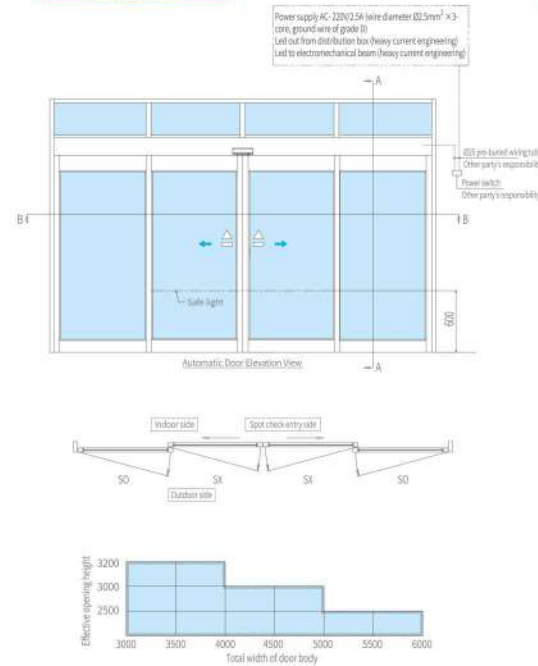 Power supply AC- 220V/2.5A (wire diameter Ø2.5mm² ×3-
core, ground wire of grade D)
Led out from distribution box (heavy current engineering)
Led to electromechanical beam (heavy current engineering)
A
pre-buried wiring
Other party's
Power switch
Other party's
B
B
Safe light
600
Automatic Door Elevation View
A
Indoor side
Spot check entry side
SO
SX
SX
SO
Outdoor side
Effective opening height
3200
3000
2500
3000
3500
4000
4500
5000
5500
6000
Total width of door body